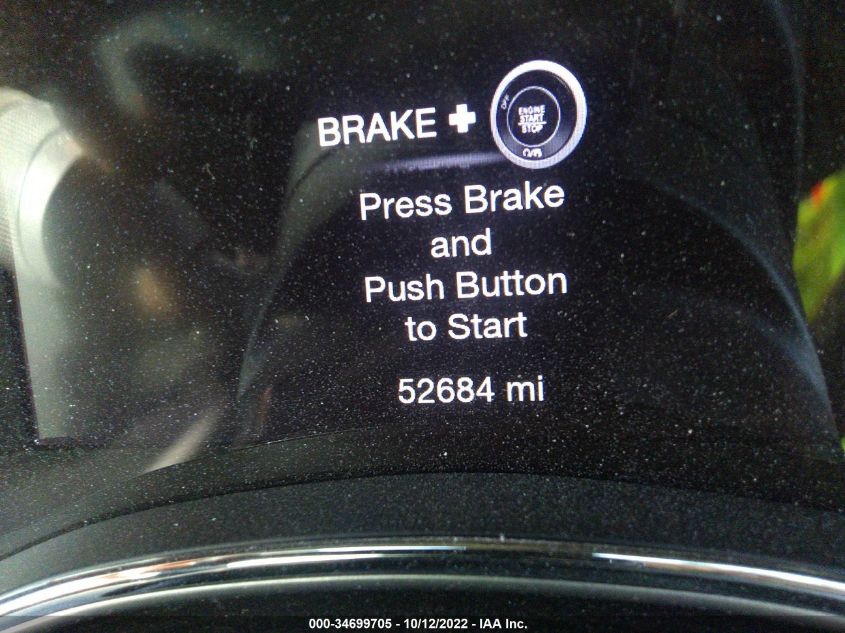 BRAKE +
OFF
ENGINE
START
STOP
Press Brake
and
Push Button
to Start
52684 mi
000-34699705 - 10/12/2022 - IAA Inc.